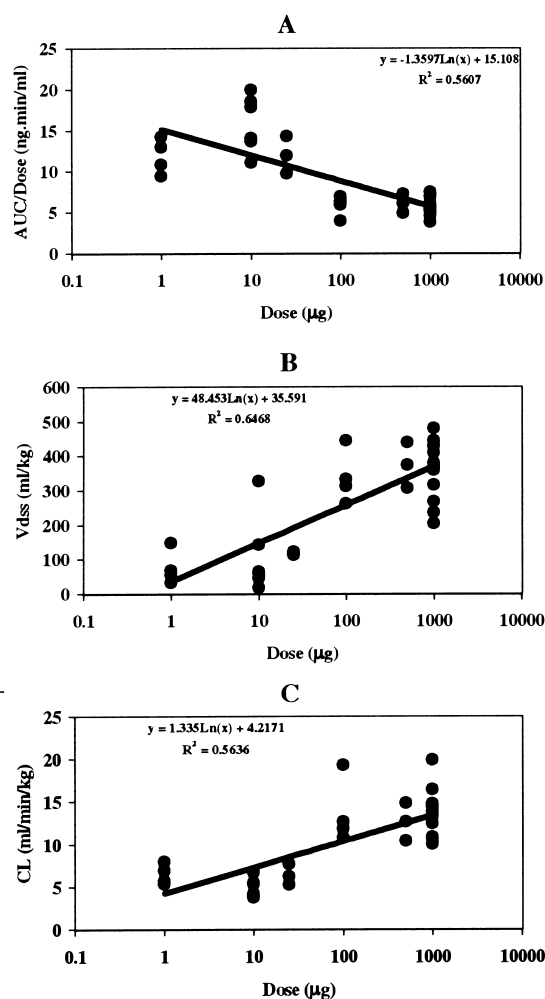 A
y = -1.3597Ln(x) + 15.108
R² = 0.5607
AUC/Dose (ng.min/ml)
25
20
15
10
5
0
0.1 1 10 100 1000 10000
Dose (μg)
B
y = 48.453Ln(x) + 35.591
R² = 0.6468
Vdss (ml/kg)
600
500
400
300
200
100
0
0.1 1 10 100 1000 10000
Dose (μg)
C
y = 1.335Ln(x) + 4.2171
R² = 0.5636
CL (ml/min/kg)
25
20
15
10
5
0
0.1 1 10 100 1000 10000
Dose (μg)